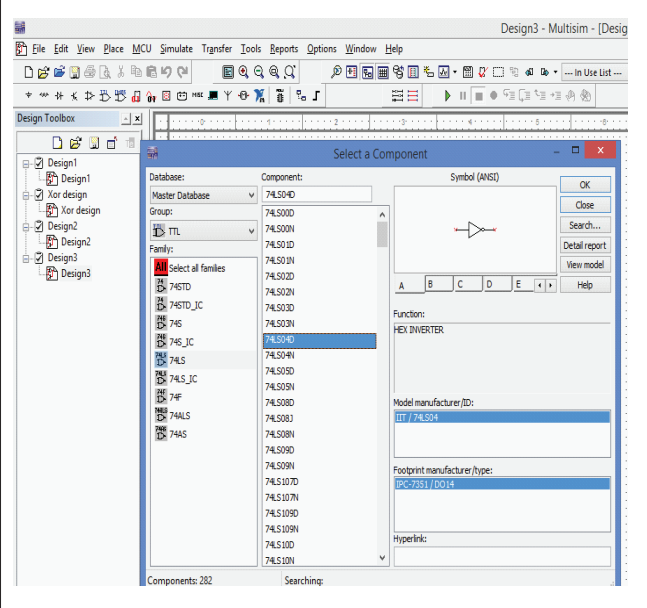 Design3 - Multisim - [Desig
File Edit View Place MCU Simulate Transfer Tools Reports Options Window Help
--- In Use List ---
Design Toolbox
Design1
Design1
Xor design
Xor design
Design2
Design2
Design3
Design3
Select a Component
Database:
Master Database
Group:
TTL
Family:
All Select all families
74STD
74STD_IC
74S
74S_IC
74LS
74LS_IC
74F
74ALS
74AS
Component:
74LS04D
74LS00D
74LS00N
74LS01D
74LS01N
74LS02D
74LS02N
74LS03D
74LS03N
74LS04D
74LS04N
74LS05D
74LS05N
74LS08D
74LS08J
74LS08N
74LS09D
74LS09N
74LS107D
74LS107N
74LS109D
74LS109N
74LS10D
74LS10N
Symbol (ANSI)
A B C D E
Function:
HEX INVERTER
Model manufacturer/ID:
IIT / 74LS04
Footprint manufacturer/type:
IPC-7351 / DO14
Hyperlink:
OK
Close
Search...
Detail report
View model
Help
Components: 282
Searching: